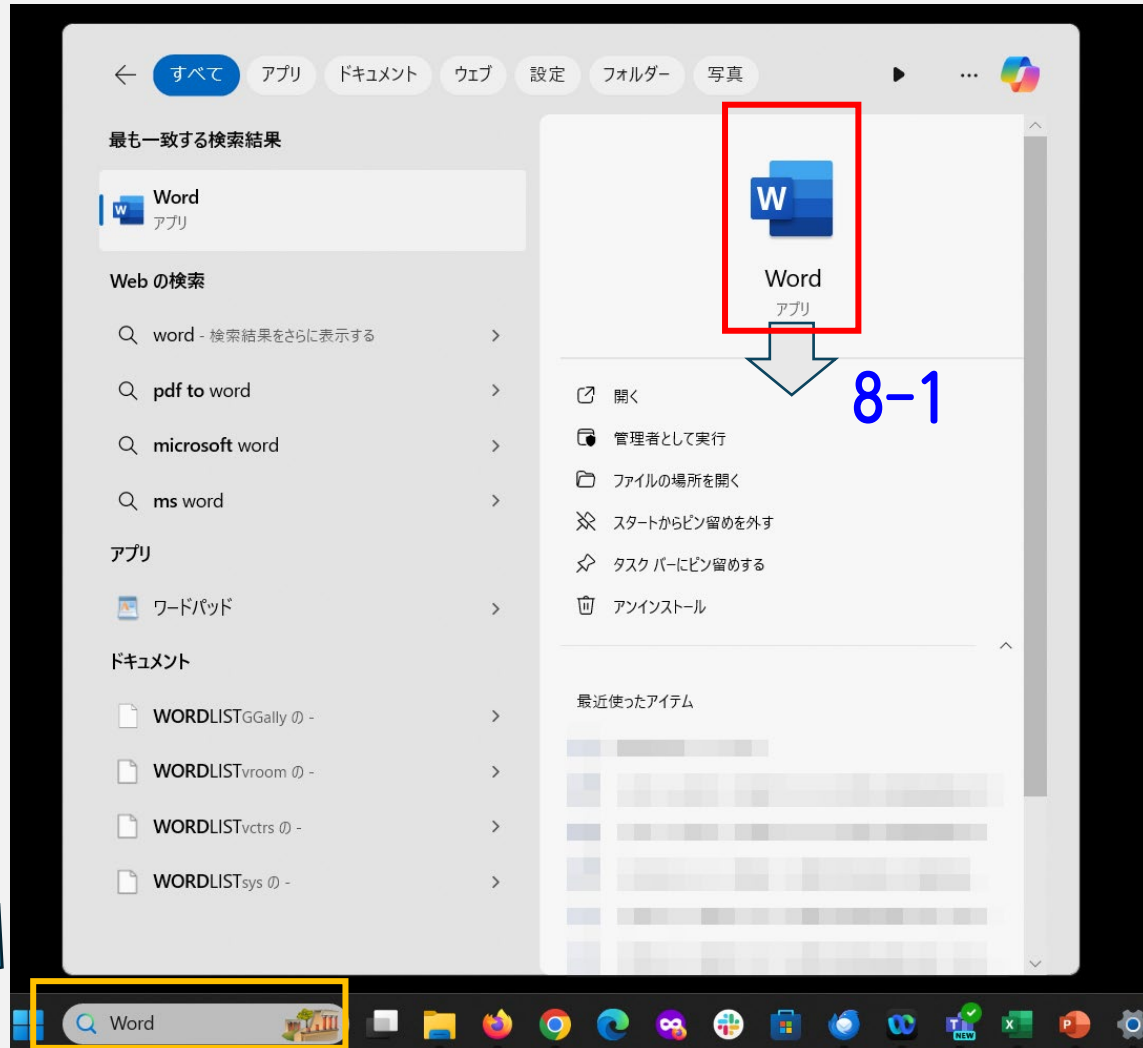 すべて アプリ ドキュメント ウェブ 設定 フォルダー 写真 ...
最も一致する検索結果
W Word
アプリ
Web の検索
word - 検索結果をさらに表示する
pdf to word
microsoft word
ms word
アプリ
ワードパッド
ドキュメント
WORDLISTGGally の -
WORDLISTvroom の -
WORDLISTvctrs の -
WORDLISTsys の -
W
Word
アプリ
8-1
開く
管理者として実行
ファイルの場所を開く
スタートからピン留めを外す
タスク バーにピン留めする
アンインストール
最近使ったアイテム
Word
T NEW X P